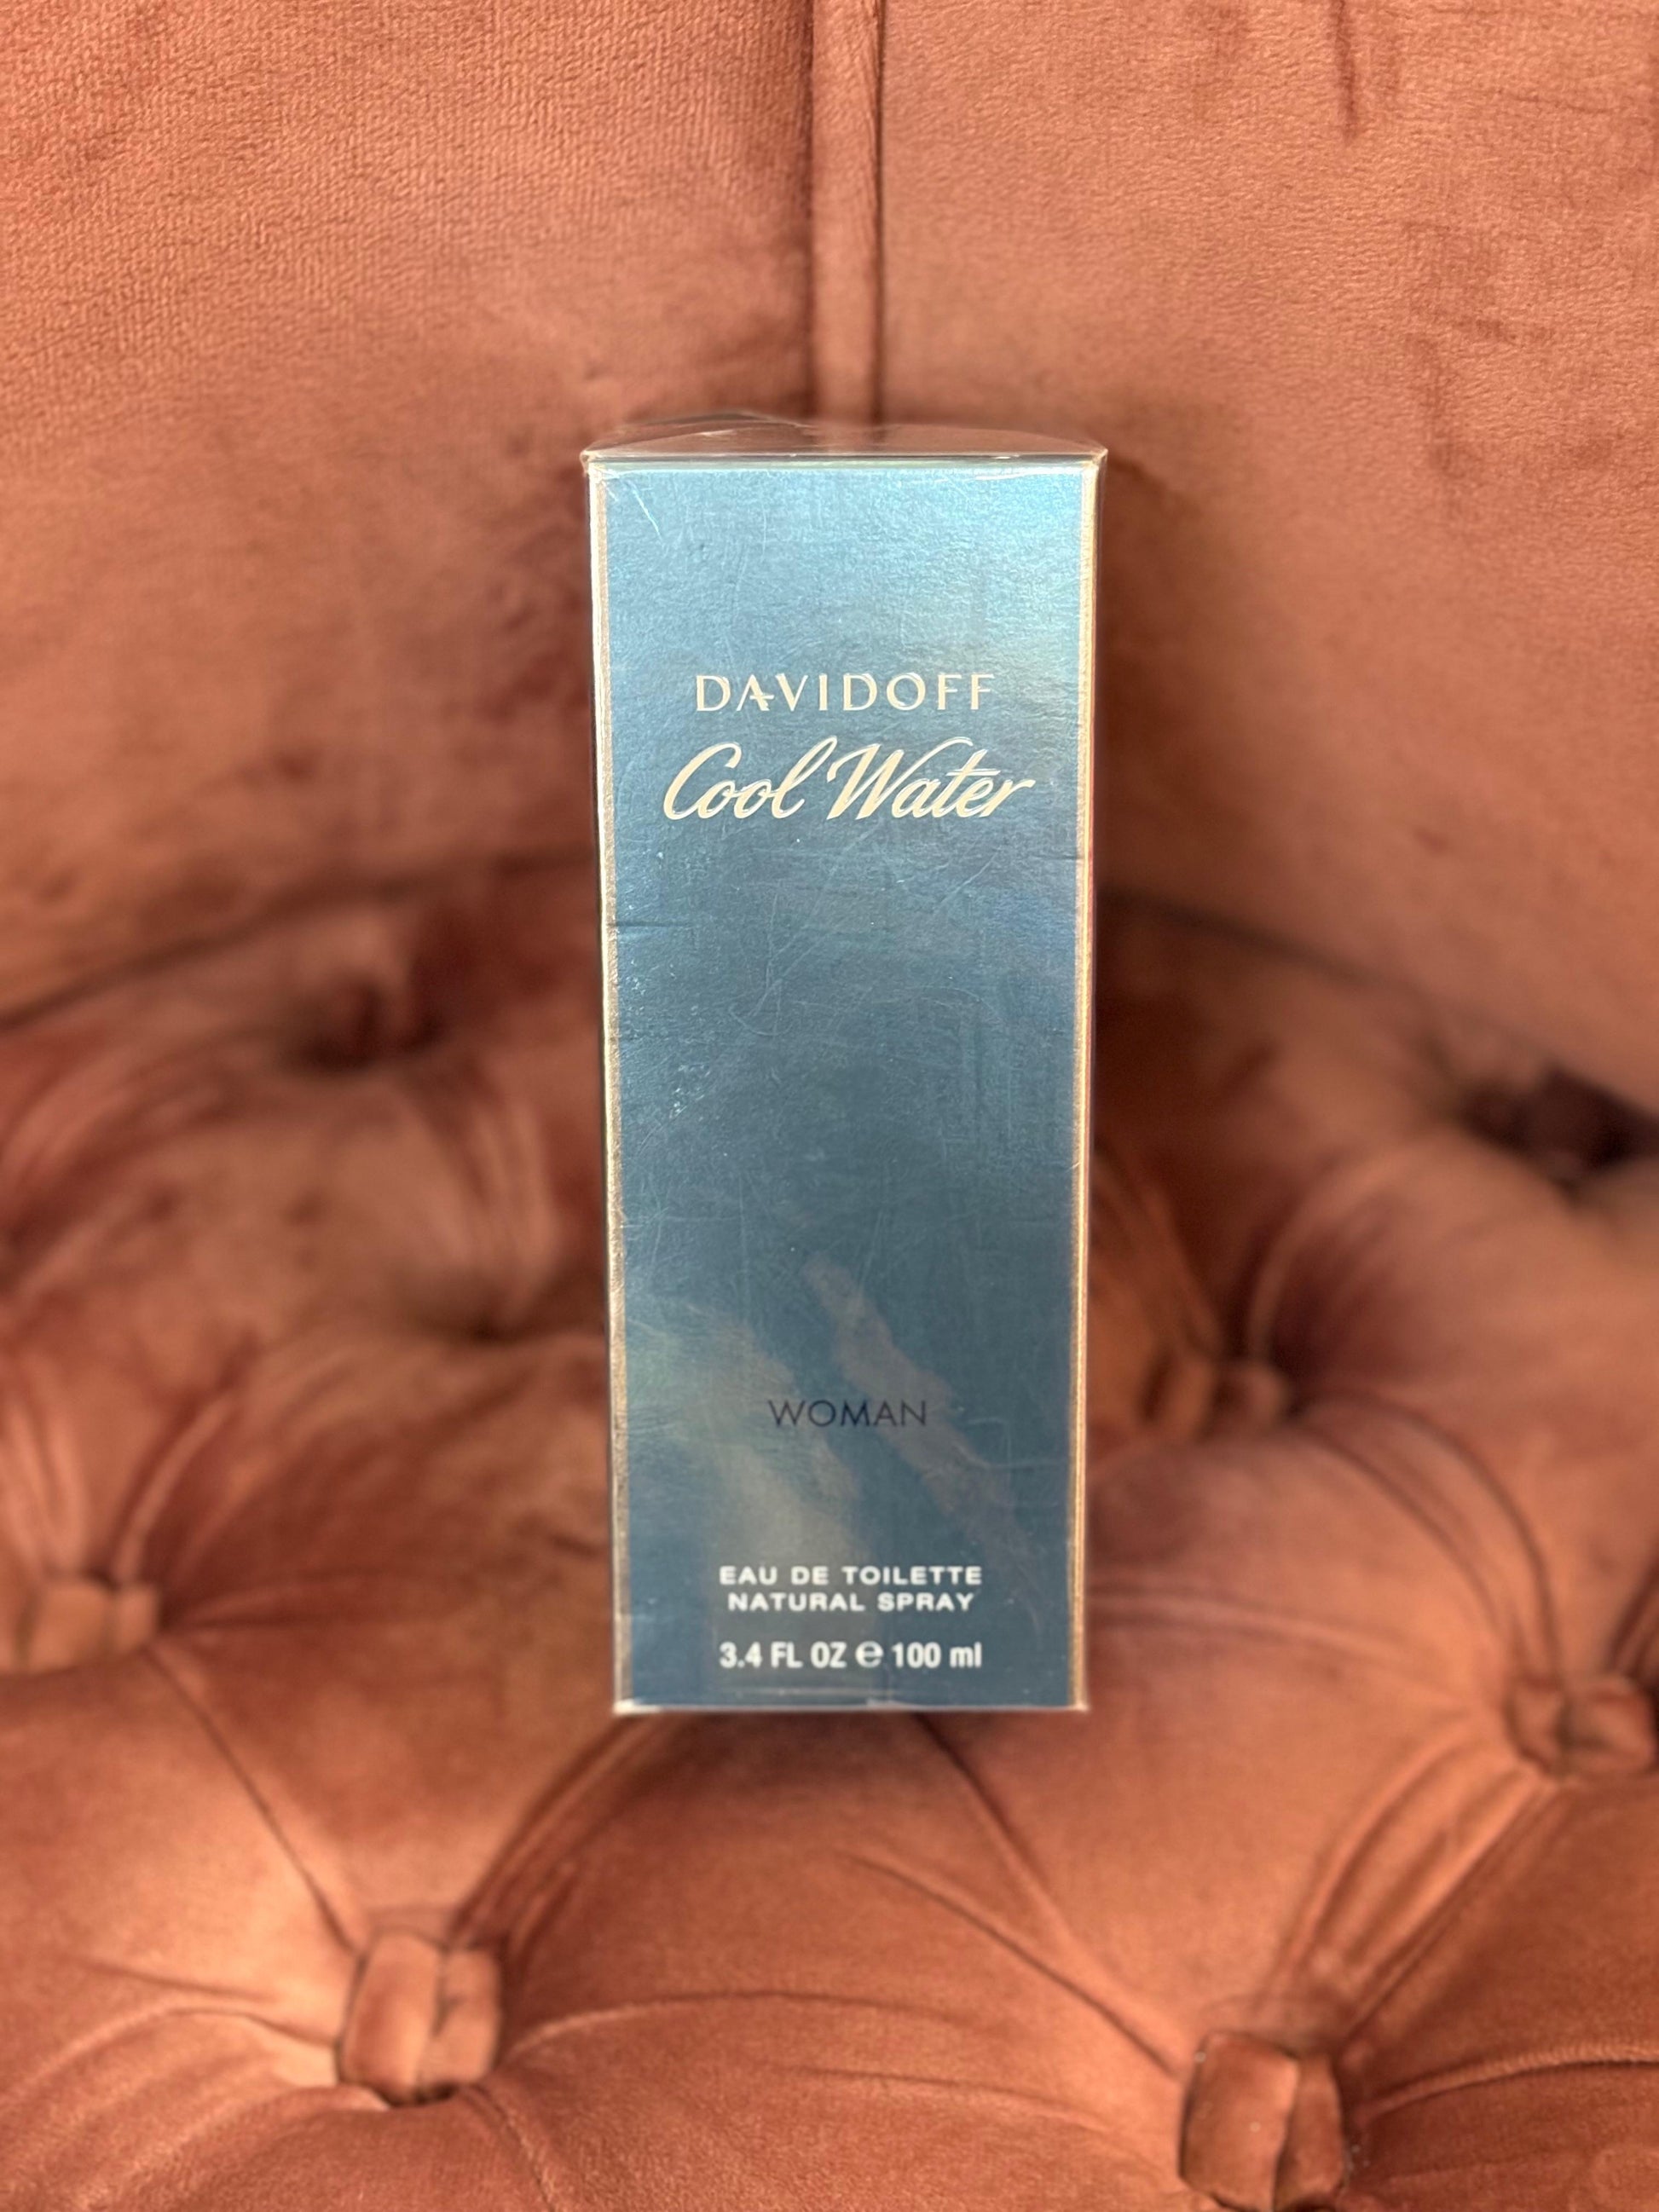 DAVIDOFF
Cool Water
WOMAN
EAU DE TOILETTE
NATURAL SPRAY
3.4 FL OZ ℮ 100 ml